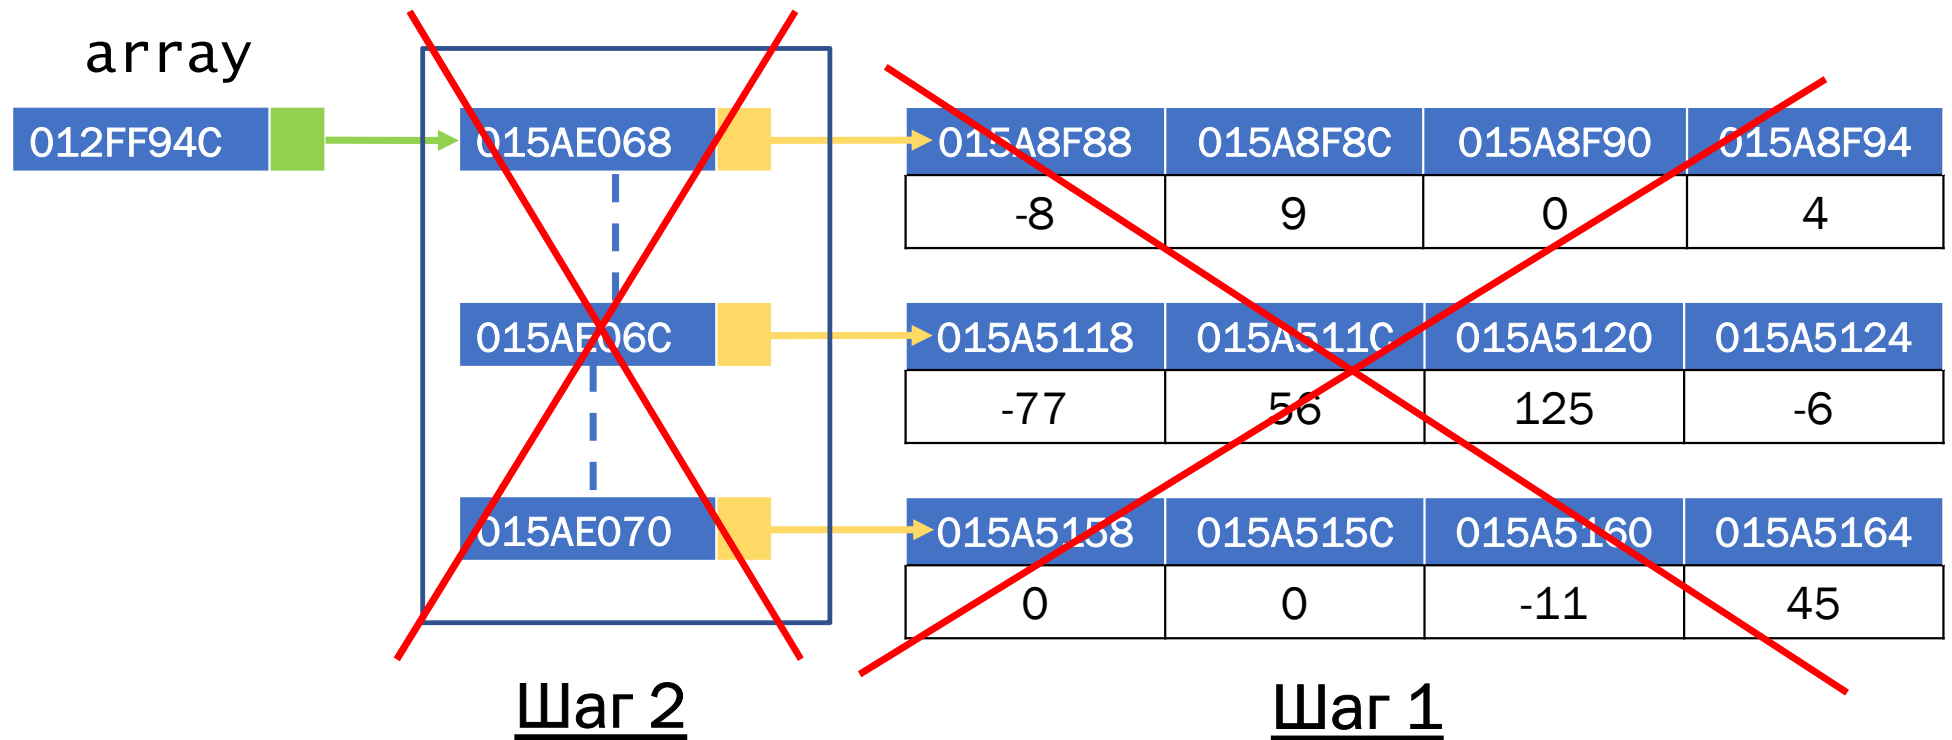 array
012FF94C 015AE068 015A8F88 015A8F8C 015A8F90 015A8F94
-8 9 0 4
015AE06C 015A5118 015A511C 015A5120 015A5124
-77 56 125 -6
015AE070 015A5158 015A515C 015A5160 015A5164
0 0 -11 45
Шаг 2 Шаг 1